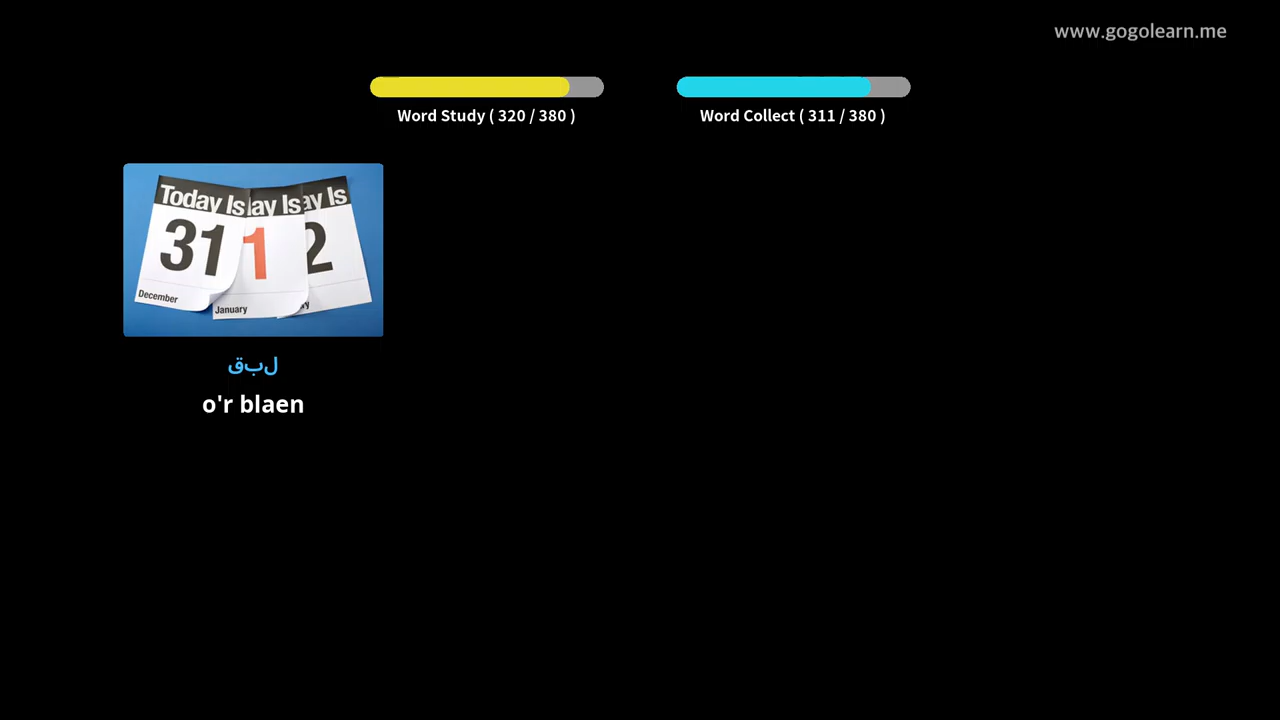 www.gogolearn.me
Word Study ( 320 / 380 )
Word Collect ( 311 / 380 )
Today Is
ay Is
ay Is
31
1
2
December
January
لبق
o'r blaen